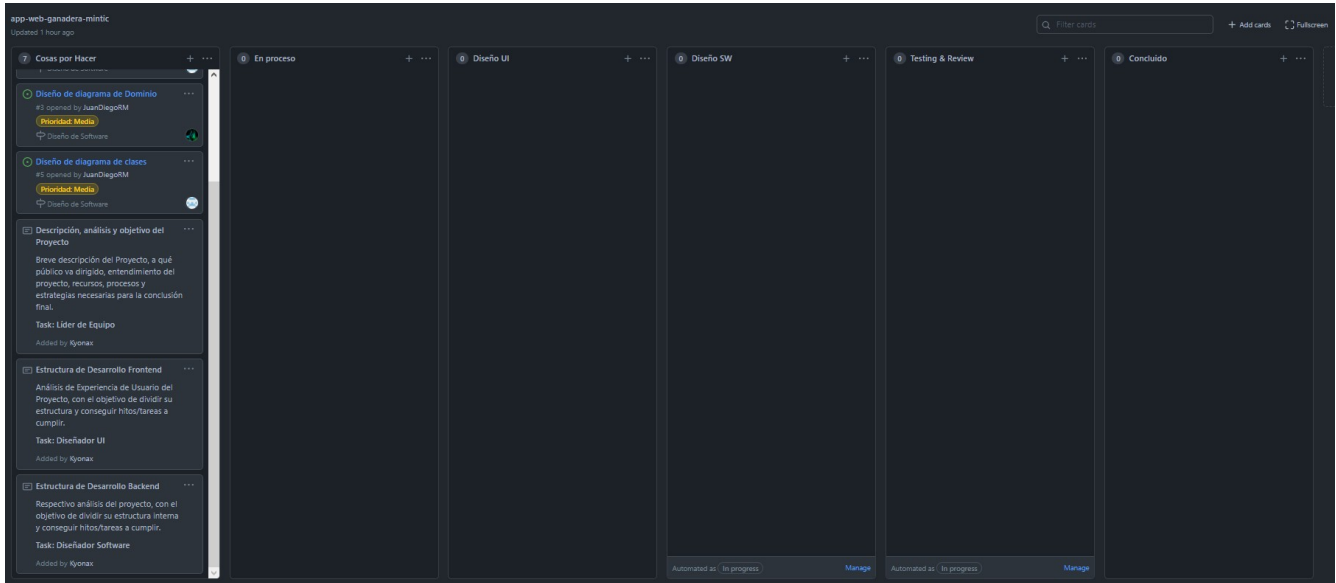 app-web-ganadera-mintic
Updated 1 hour ago
Filter cards
+ Add cards
Fullscreen
7 Cosas por Hacer
0 En proceso
0 Diseño UI
0 Diseño SW
0 Testing & Review
0 Concluido
Diseño de diagrama de Dominio
#3 opened by JuanDiegoRM
Prioridad: Media
Diseño de Software
Diseño de diagrama de clases
#5 opened by JuanDiegoRM
Prioridad: Media
Diseño de Software
Descripción, análisis y objetivo del
Proyecto
Breve descripción del Proyecto, a qué
público va dirigido, entendimiento del
proyecto, recursos, procesos y
estrategias necesarias para la conclusión
final.
Task: Líder de Equipo
Added by Kyonax
Estructura de Desarrollo Frontend
Análisis de Experiencia de Usuario del
Proyecto, con el objetivo de dividir su
estructura y conseguir hitos/tareas a
cumplir.
Task: Diseñador UI
Added by Kyonax
Estructura de Desarrollo Backend
Respectivo análisis del proyecto, con el
objetivo de dividir su estructura interna
y conseguir hitos/tareas a cumplir.
Task: Diseñador Software
Added by Kyonax
Automated as In progress
Manage
Automated as In progress
Manage